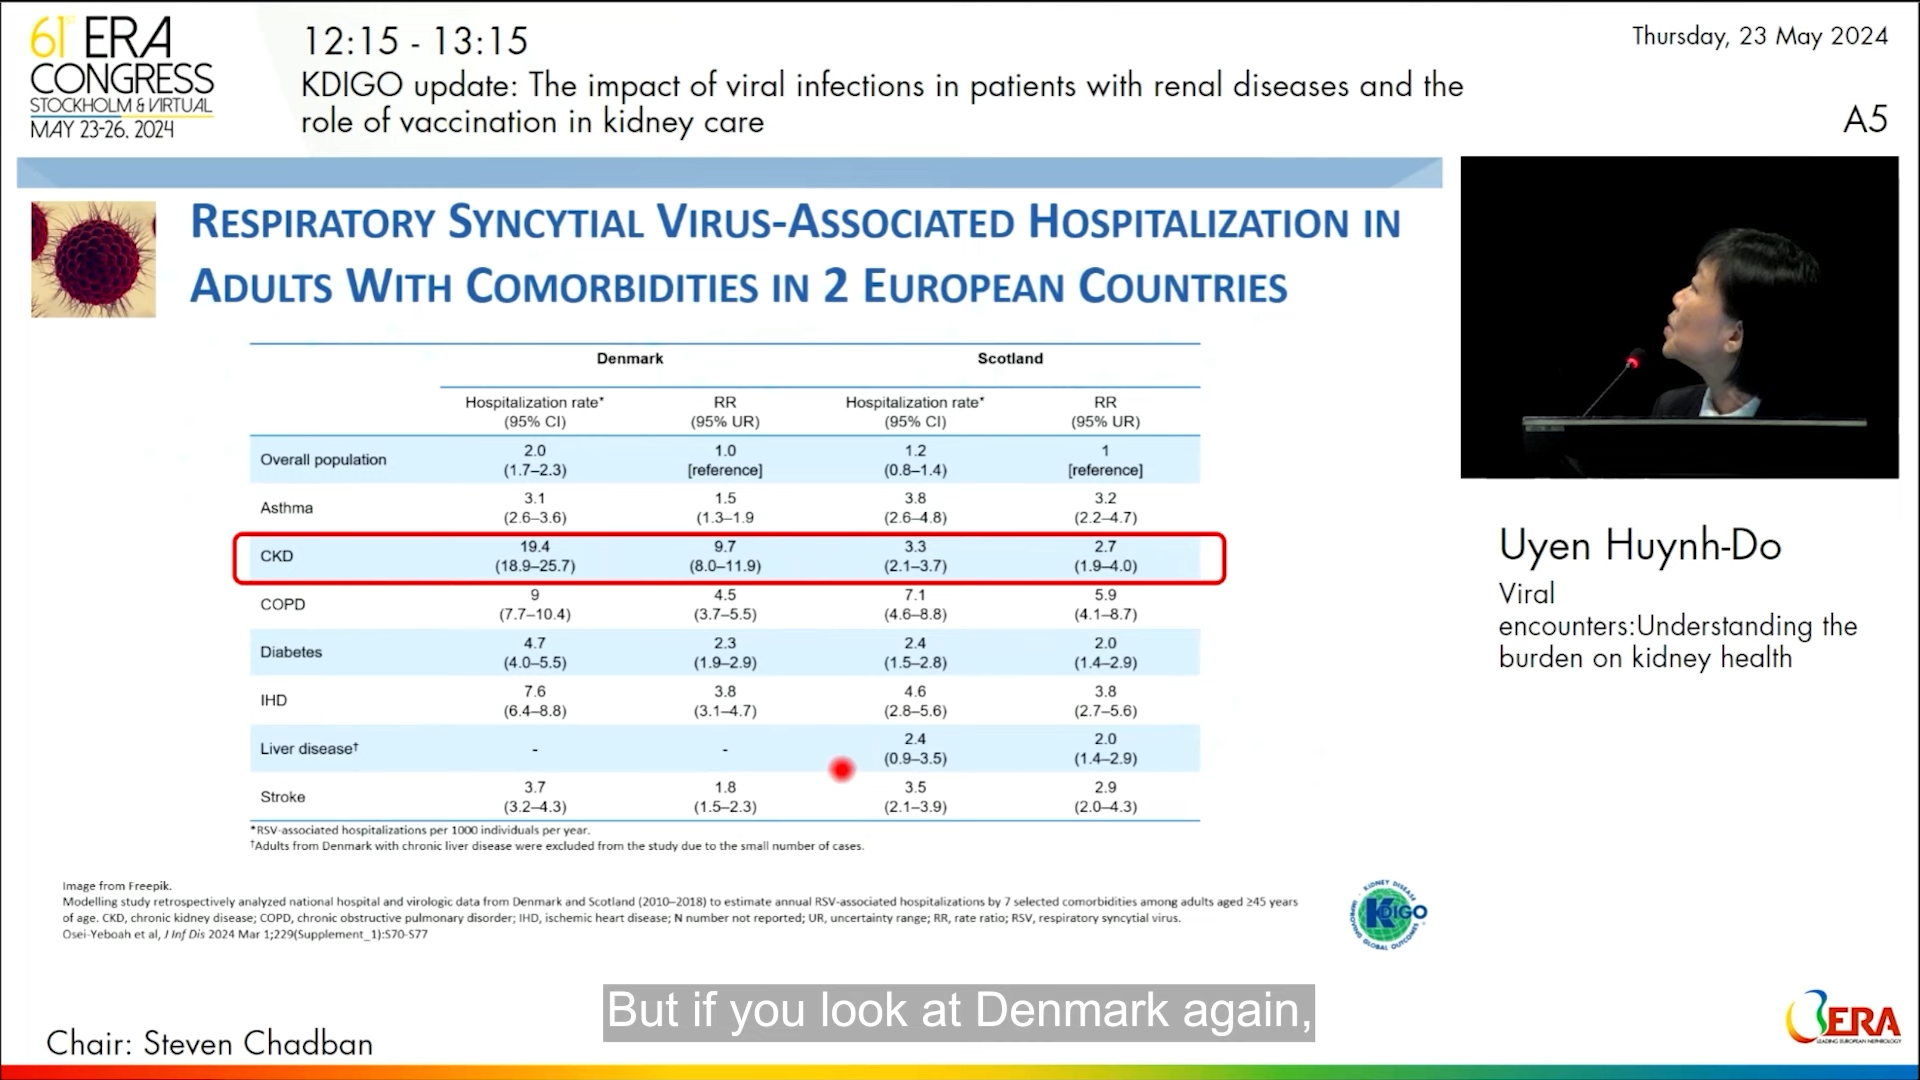 61st ERA
CONGRESS
STOCKHOLM & VIRTUAL
MAY 23-26, 2024
12:15 - 13:15
KDIGO update: The impact of viral infections in patients with renal diseases and the
role of vaccination in kidney care
Thursday, 23 May 2024
A5
RESPIRATORY SYNCYTIAL VIRUS-ASSOCIATED HOSPITALIZATION IN
ADULTS WITH COMORBIDITIES IN 2 EUROPEAN COUNTRIES
Denmark Scotland
Hospitalization rate* RR Hospitalization rate* RR
(95% CI) (95% UR) (95% CI) (95% UR)
Overall population 2.0 1.0 1.2 1
(1.7–2.3) [reference] (0.8–1.4) [reference]
Asthma 3.1 1.5 3.8 3.2
(2.6–3.6) (1.3–1.9 (2.6–4.8) (2.2–4.7)
CKD 19.4 9.7 3.3 2.7
(18.9–25.7) (8.0–11.9) (2.1–3.7) (1.9–4.0)
COPD 9 4.5 7.1 5.9
(7.7–10.4) (3.7–5.5) (4.6–8.8) (4.1–8.7)
Diabetes 4.7 2.3 2.4 2.0
(4.0–5.5) (1.9–2.9) (1.5–2.8) (1.4–2.9)
IHD 7.6 3.8 4.6 3.8
(6.4–8.8) (3.1–4.7) (2.8–5.6) (2.7–5.6)
Liver disease† - - 2.4 2.0
(0.9–3.5) (1.4–2.9)
Stroke 3.7 1.8 3.5 2.9
(3.2–4.3) (1.5–2.3) (2.1–3.9) (2.0–4.3)
*RSV-associated hospitalizations per 1000 individuals per year.
†Adults from Denmark with chronic liver disease were excluded from the study due to the small number of cases.
Image from Freepik.
Modelling study retrospectively analyzed national hospital and virologic data from Denmark and Scotland (2010–2018) to estimate annual RSV-associated hospitalizations by 7 selected comorbidities among adults aged ≥45 years
of age. CKD, chronic kidney disease; COPD, chronic obstructive pulmonary disorder; IHD, ischemic heart disease; N number not reported; UR, uncertainty range; RR, rate ratio; RSV, respiratory syncytial virus.
Osei-Yeboah et al, J Inf Dis 2024 Mar 1;229(Supplement_1):S70-S77
KIDNEY DISEASE
KDIGO
IMPROVING GLOBAL OUTCOMES
Uyen Huynh-Do
Viral
encounters:Understanding the
burden on kidney health
But if you look at Denmark again,
Chair: Steven Chadban
ERA
LEADING EUROPEAN NEPHROLOGY